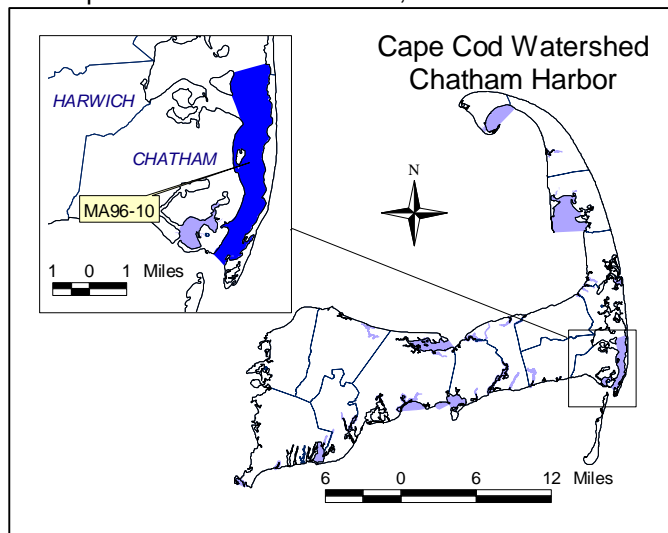 Cape Cod Watershed
Chatham Harbor
HARWICH
CHATHAM
MA96-10
1 0 1 Miles
N
6 0 6 12 Miles